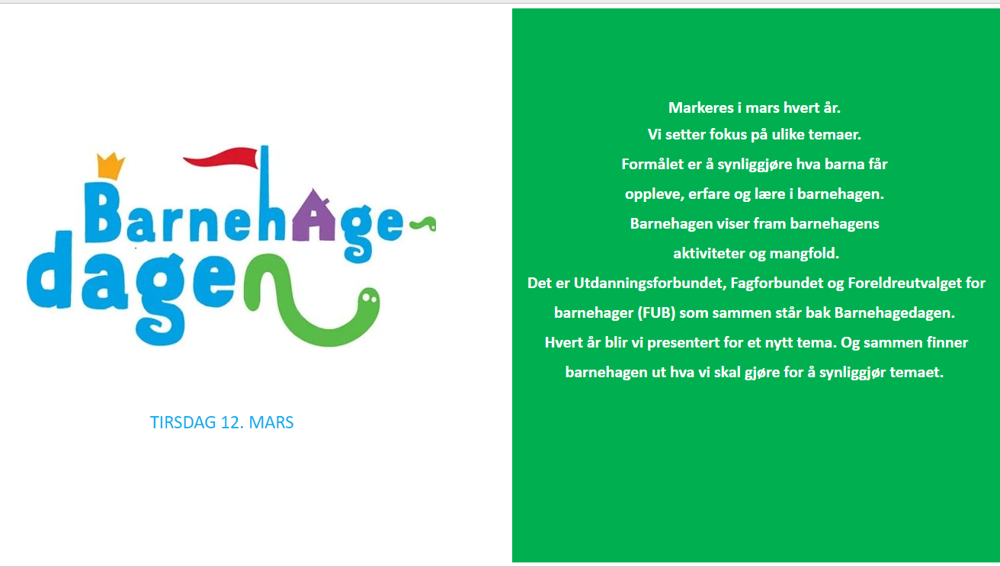 Barnehage-
dagen
TIRSDAG 12. MARS
Markeres i mars hvert år.
Vi setter fokus på ulike temaer.
Formålet er å synliggjøre hva barna får
oppleve, erfare og lære i barnehagen.
Barnehagen viser fram barnehagens
aktiviteter og mangfold.
Det er Utdanningsforbundet, Fagforbundet og Foreldreutvalget for
barnehager (FUB) som sammen står bak Barnehagedagen.
Hvert år blir vi presentert for et nytt tema. Og sammen finner
barnehagen ut hva vi skal gjøre for å synliggjør temaet.